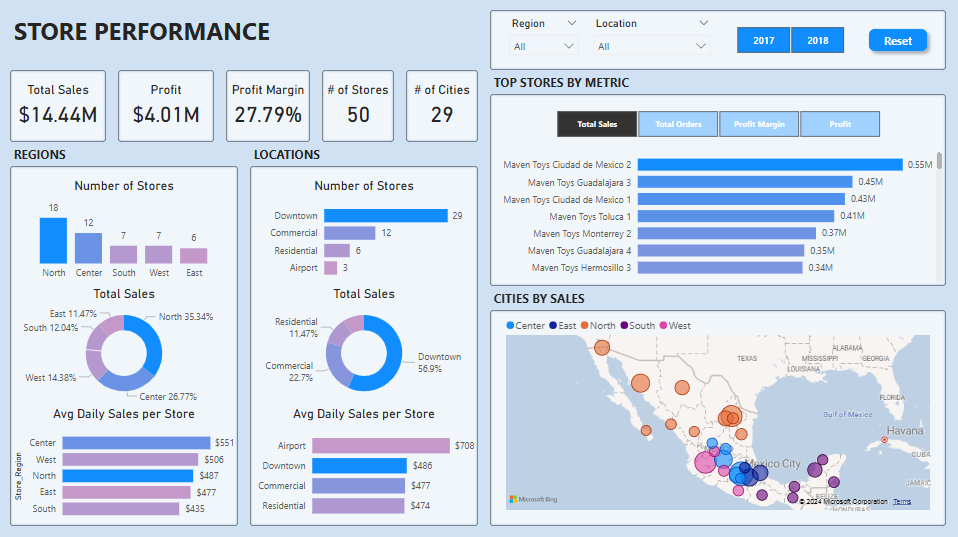 STORE PERFORMANCE
Region
Location
All
All
2017
2018
Reset
Total Sales
$14.44M
Profit
$4.01M
Profit Margin
27.79%
# of Stores
50
# of Cities
29
REGIONS
Number of Stores
18
12
7
7
6
North
Center
South
West
East
Total Sales
East 11.47%
South 12.04%
North 35.34%
West 14.38%
Center 26.77%
Avg Daily Sales per Store
Store_Region
Center
$551
West
$506
North
$487
East
$477
South
$435
LOCATIONS
Number of Stores
Downtown
29
Commercial
12
Residential
6
Airport
3
Total Sales
Residential
11.47%
Commercial
22.7%
Downtown
56.9%
Avg Daily Sales per Store
Airport
$708
Downtown
$486
Commercial
$477
Residential
$474
TOP STORES BY METRIC
Total Sales
Total Orders
Profit Margin
Profit
Maven Toys Ciudad de Mexico 2
0.55M
Maven Toys Guadalajara 3
0.45M
Maven Toys Ciudad de Mexico 1
0.43M
Maven Toys Toluca 1
0.41M
Maven Toys Monterrey 2
0.37M
Maven Toys Guadalajara 4
0.35M
Maven Toys Hermosillo 3
0.34M
CITIES BY SALES
Center
East
North
South
West
ALABAMA
TEXAS
MISSISSIPPI
GEORGIA
LOUISIANA
FLORIDA
Gulf of Mexico
Havana
CUBA
Mexico City
JAMAIC
BELIZE
Microsoft Bing
© 2024 Microsoft Corporation
Terms
HONDURAS